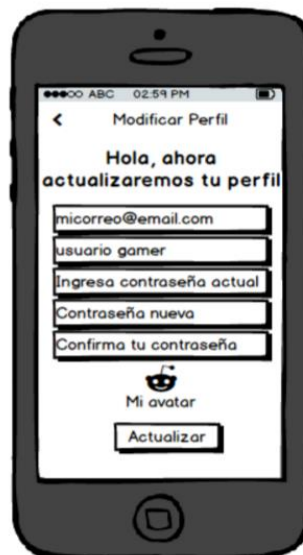 ABC 02:59 PM
Modificar Perfil
Hola, ahora
actualizaremos tu perfil
micorreo@email.com
usuario gamer
Ingresa contraseña actual
Contraseña nueva
Confirma tu contraseña
Mi avatar
Actualizar